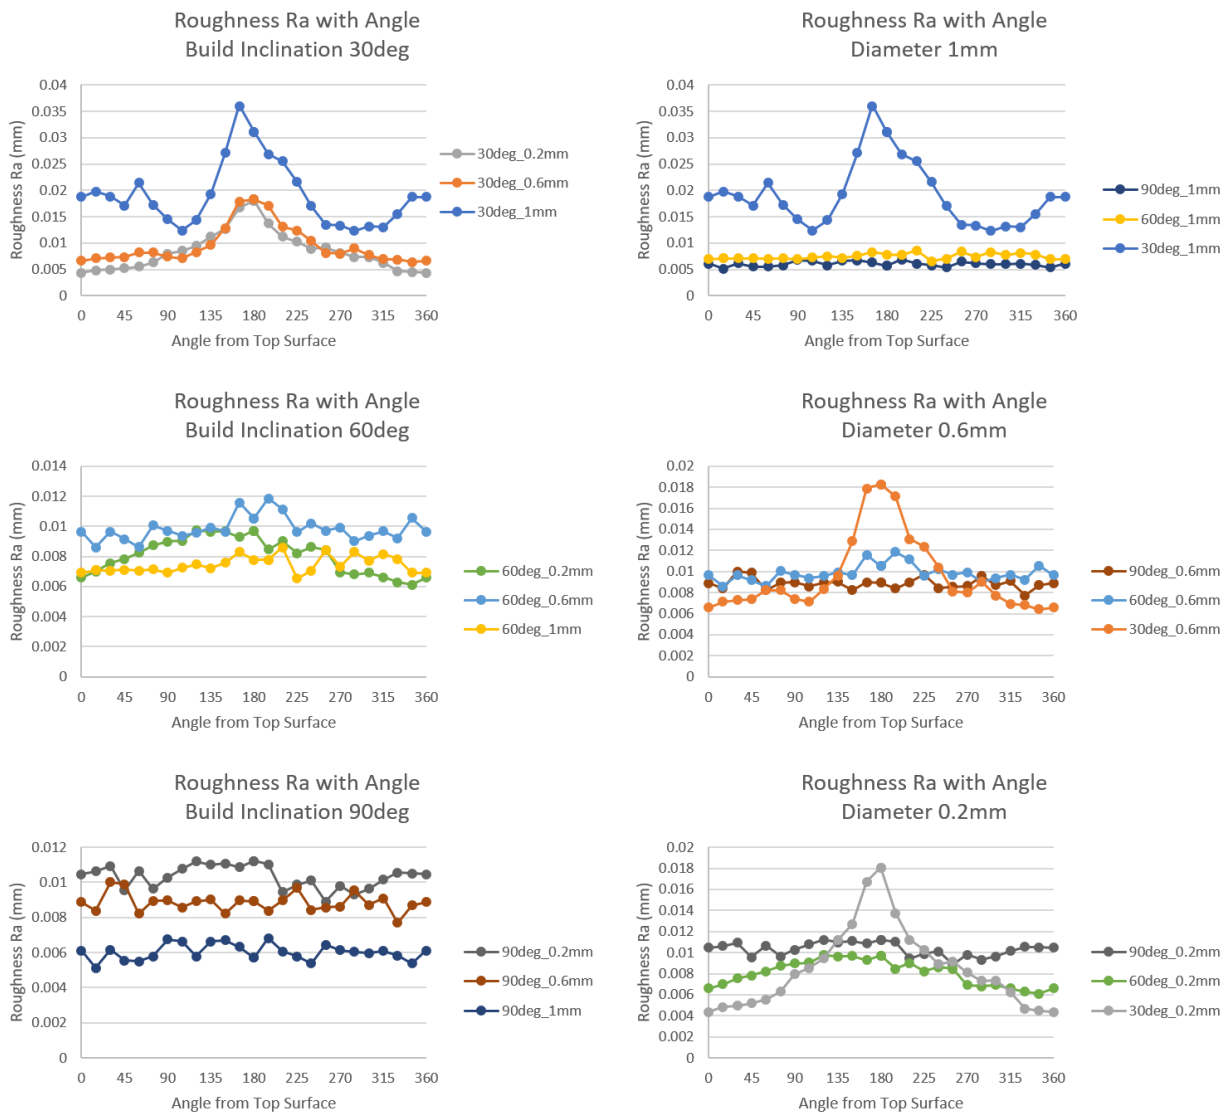 Roughness Ra with Angle
Build Inclination 30deg
Roughness Ra (mm)
0.04
0.035
0.03
0.025
0.02
0.015
0.01
0.005
0
0 45 90 135 180 225 270 315 360
Angle from Top Surface
30deg_0.2mm
30deg_0.6mm
30deg_1mm
Roughness Ra with Angle
Diameter 1mm
Roughness Ra (mm)
0.04
0.035
0.03
0.025
0.02
0.015
0.01
0.005
0
0 45 90 135 180 225 270 315 360
Angle from Top Surface
90deg_1mm
60deg_1mm
30deg_1mm
Roughness Ra with Angle
Build Inclination 60deg
Roughness Ra (mm)
0.014
0.012
0.01
0.008
0.006
0.004
0.002
0
0 45 90 135 180 225 270 315 360
Angle from Top Surface
60deg_0.2mm
60deg_0.6mm
60deg_1mm
Roughness Ra with Angle
Diameter 0.6mm
Roughness Ra (mm)
0.02
0.018
0.016
0.014
0.012
0.01
0.008
0.006
0.004
0.002
0
0 45 90 135 180 225 270 315 360
Angle from Top Surface
90deg_0.6mm
60deg_0.6mm
30deg_0.6mm
Roughness Ra with Angle
Build Inclination 90deg
Roughness Ra (mm)
0.012
0.01
0.008
0.006
0.004
0.002
0
0 45 90 135 180 225 270 315 360
Angle from Top Surface
90deg_0.2mm
90deg_0.6mm
90deg_1mm
Roughness Ra with Angle
Diameter 0.2mm
Roughness Ra (mm)
0.02
0.018
0.016
0.014
0.012
0.01
0.008
0.006
0.004
0.002
0
0 45 90 135 180 225 270 315 360
Angle from Top Surface
90deg_0.2mm
60deg_0.2mm
30deg_0.2mm